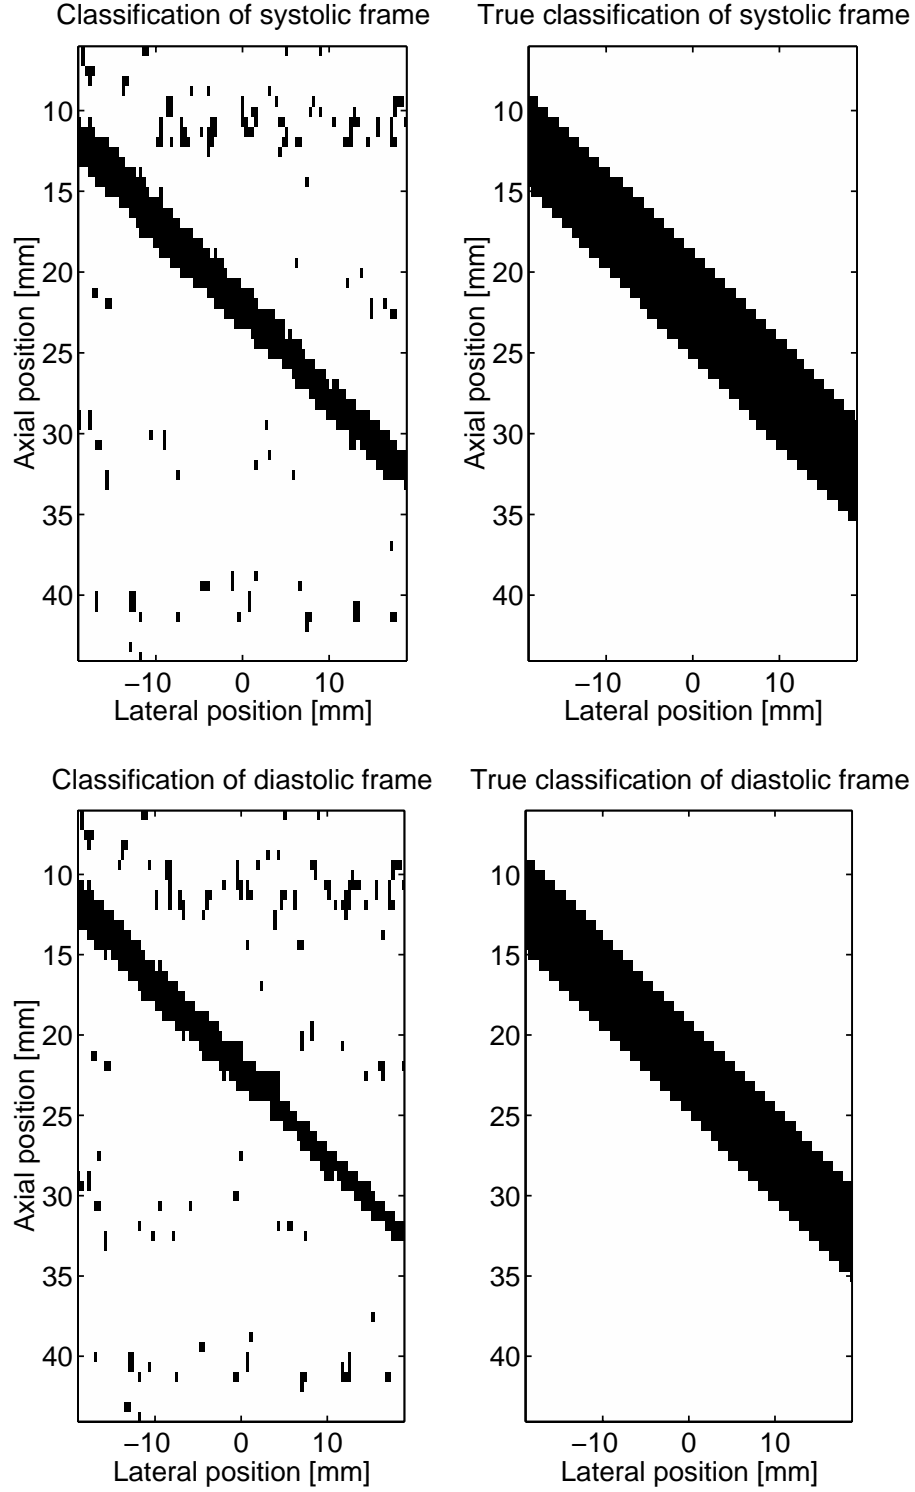 Classification of systolic frame
True classification of systolic frame
10
15
20
25
30
35
40
Axial position [mm]
−10 0 10
Lateral position [mm]
10
15
20
25
30
35
40
Axial position [mm]
−10 0 10
Lateral position [mm]
Classification of diastolic frame
True classification of diastolic frame
10
15
20
25
30
35
40
Axial position [mm]
−10 0 10
Lateral position [mm]
10
15
20
25
30
35
40
−10 0 10
Lateral position [mm]